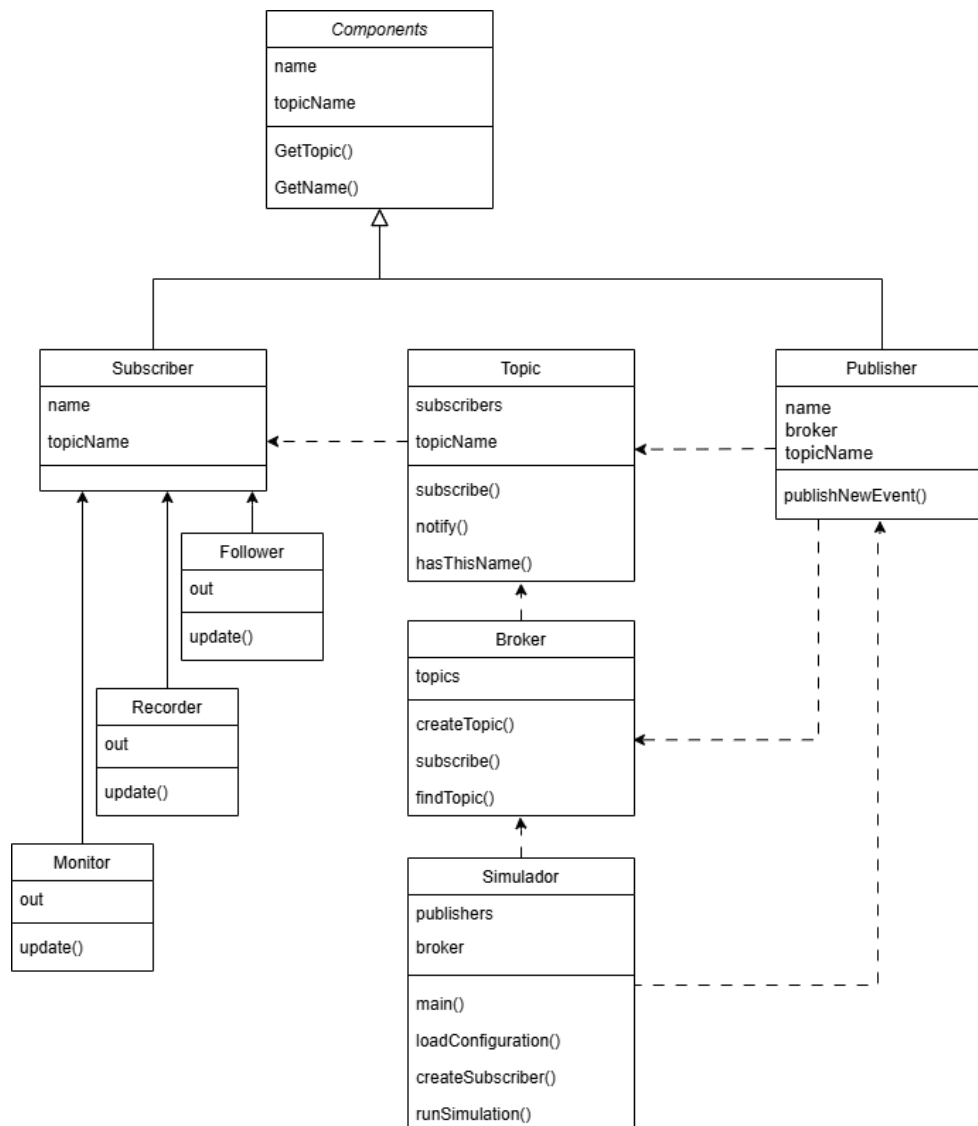 Components
name
topicName
GetTopic()
GetName()
Subscriber
name
topicName
Topic
subscribers
topicName
subscribe()
notify()
hasThisName()
Publisher
name
broker
topicName
publishNewEvent()
Follower
out
update()
Recorder
out
update()
Monitor
out
update()
Broker
topics
createTopic()
subscribe()
findTopic()
Simulador
publishers
broker
main()
loadConfiguration()
createSubscriber()
runSimulation()